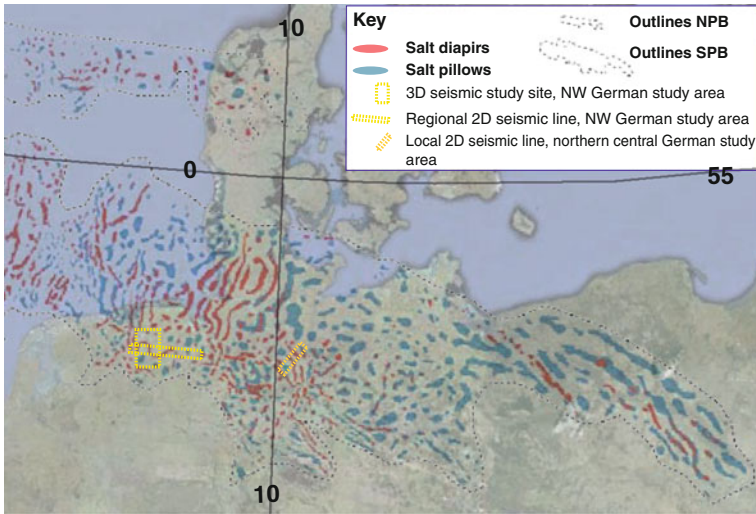 10
Key
Outlines NPB
Salt diapirs
Outlines SPB
Salt pillows
3D seismic study site, NW German study area
Regional 2D seismic line, NW German study area
Local 2D seismic line, northern central German study
area
0
55
10